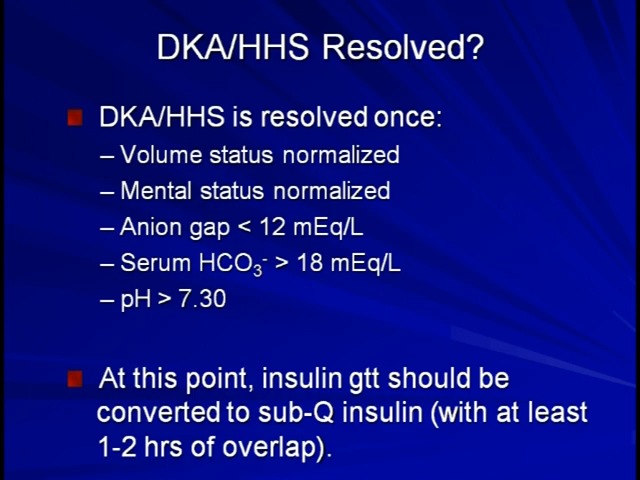 DKA/HHS Resolved?
DKA/HHS is resolved once:
– Volume status normalized
– Mental status normalized
– Anion gap < 12 mEq/L
– Serum HCO₃⁻ > 18 mEq/L
– pH > 7.30
At this point, insulin gtt should be
converted to sub-Q insulin (with at least
1-2 hrs of overlap).